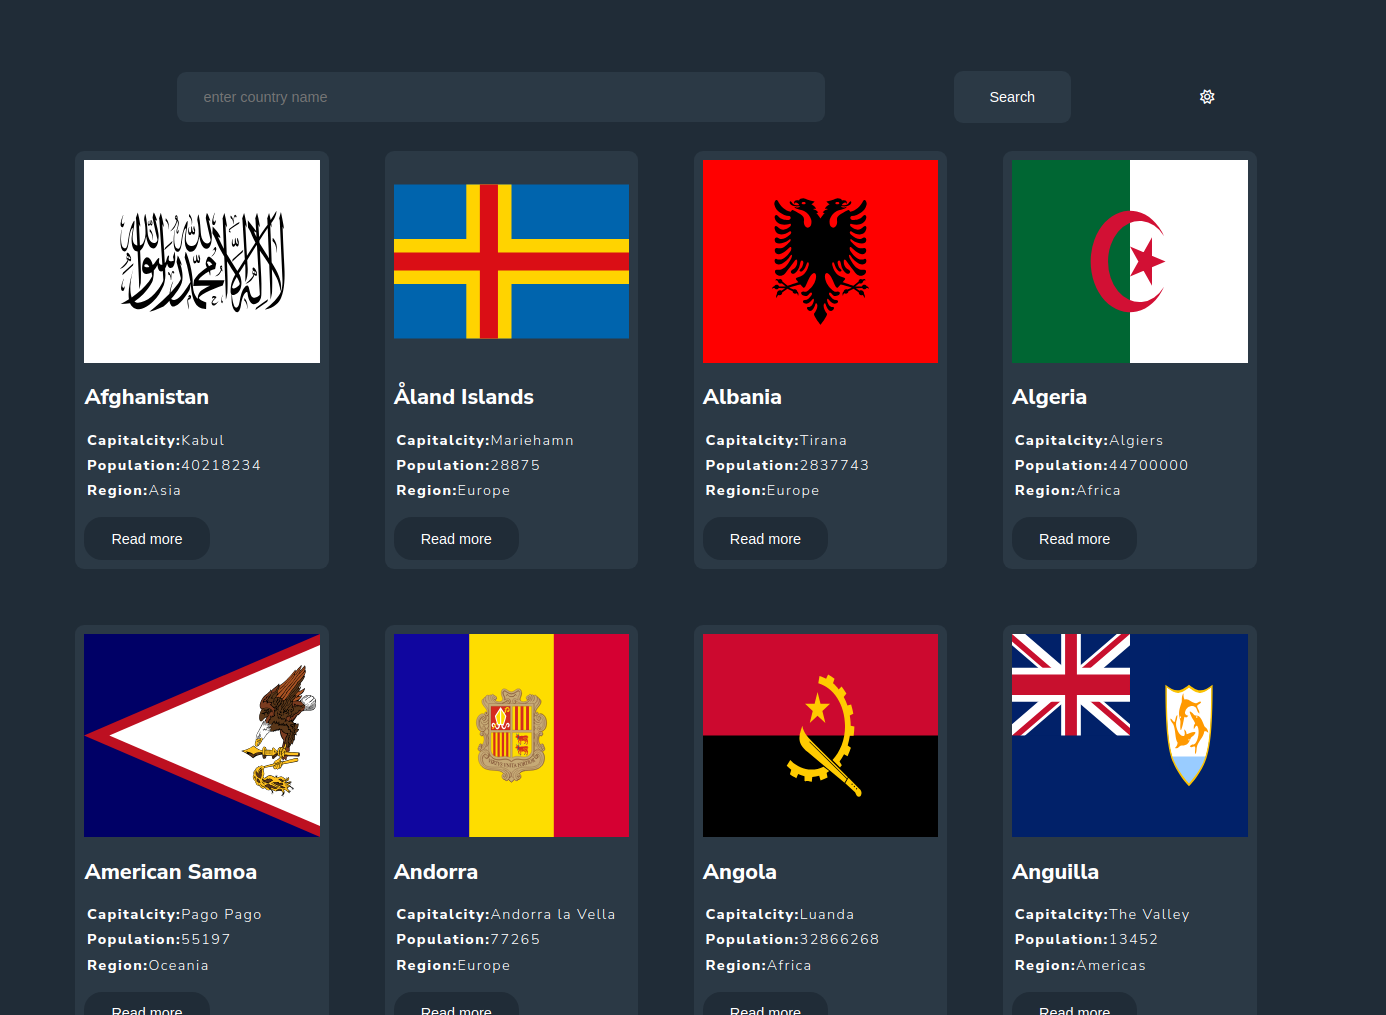 enter country name
Search
لا إله إلا الله محمد رسول الله
Afghanistan
Capitalcity:Kabul
Population:40218234
Region:Asia
Read more
Åland Islands
Capitalcity:Mariehamn
Population:28875
Region:Europe
Read more
Albania
Capitalcity:Tirana
Population:2837743
Region:Europe
Read more
Algeria
Capitalcity:Algiers
Population:44700000
Region:Africa
Read more
American Samoa
Capitalcity:Pago Pago
Population:55197
Region:Oceania
Read more
Andorra
Capitalcity:Andorra la Vella
Population:77265
Region:Europe
Read more
Angola
Capitalcity:Luanda
Population:32866268
Region:Africa
Read more
Anguilla
Capitalcity:The Valley
Population:13452
Region:Americas
Read more